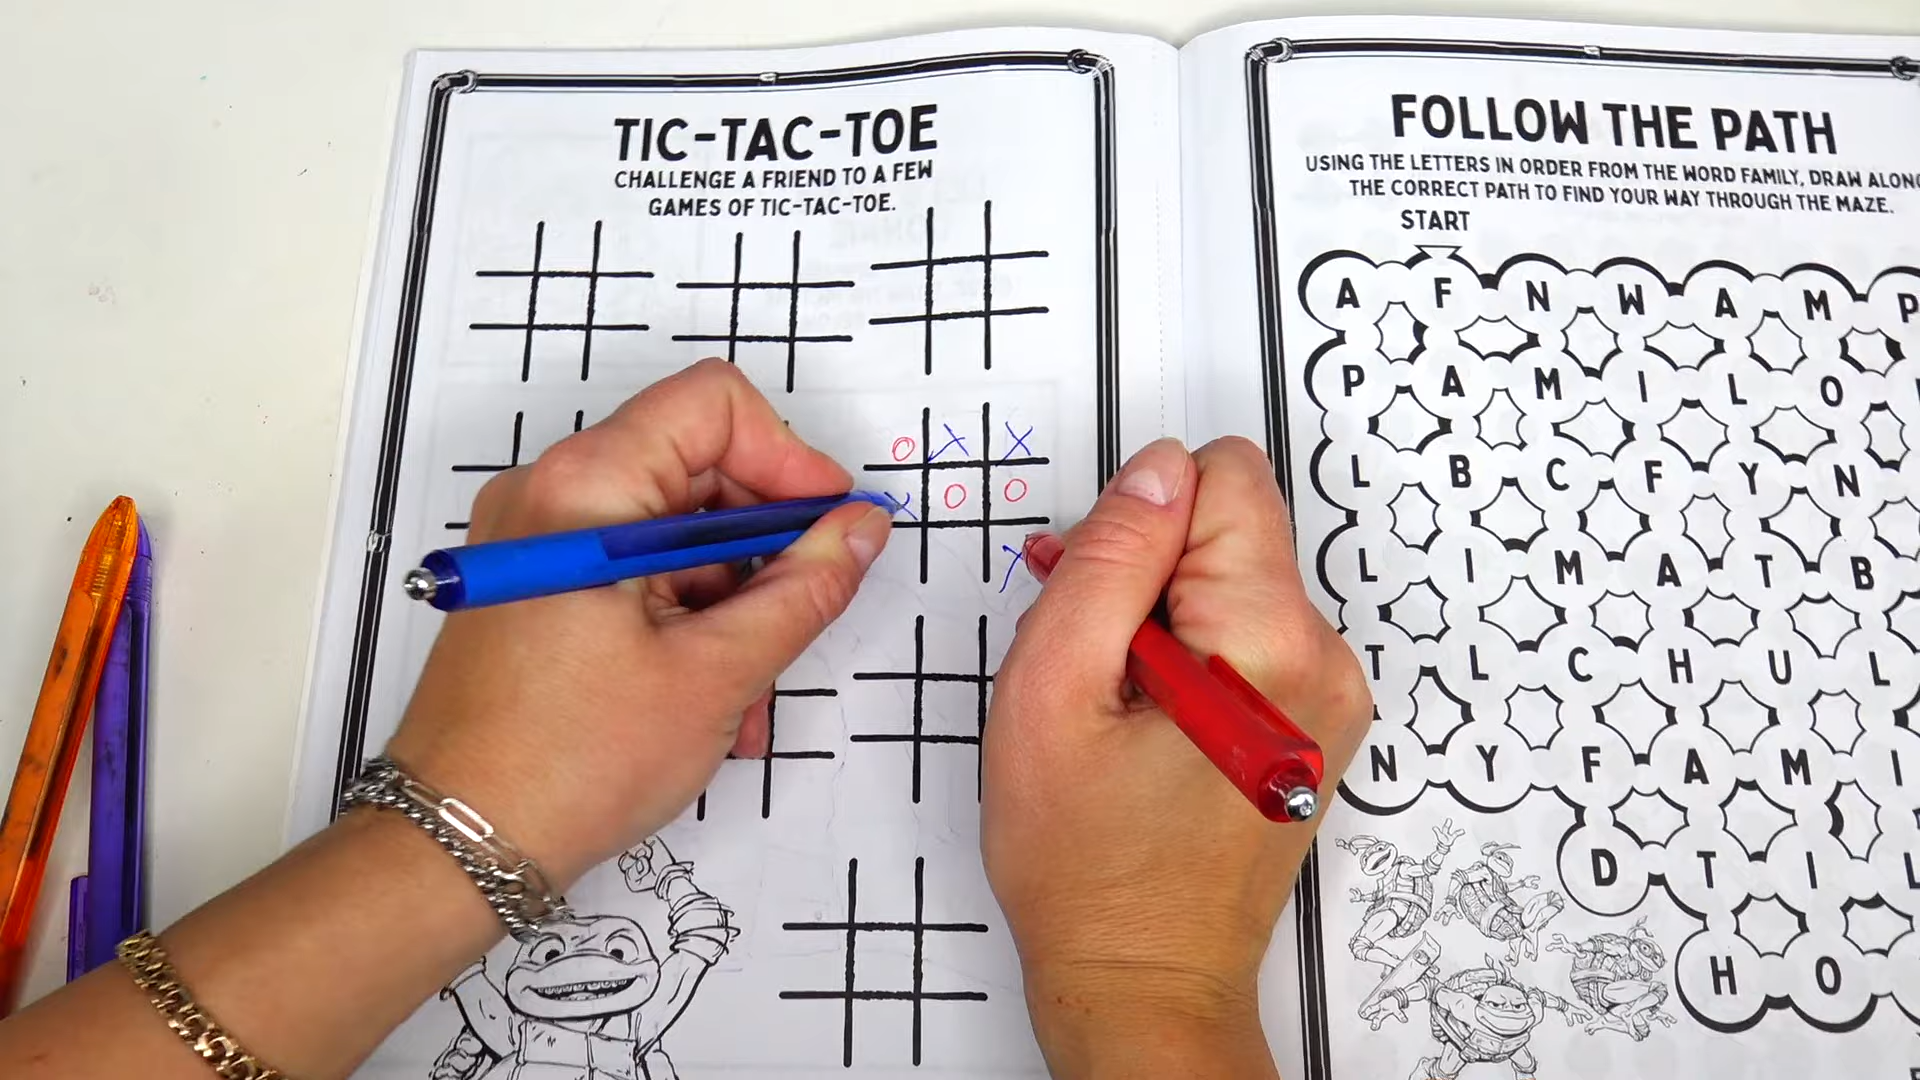 TIC-TAC-TOE
CHALLENGE A FRIEND TO A FEW
GAMES OF TIC-TAC-TOE.
O X X
X O O
X
FOLLOW THE PATH
USING THE LETTERS IN ORDER FROM THE WORD FAMILY, DRAW ALONG
THE CORRECT PATH TO FIND YOUR WAY THROUGH THE MAZE.
START
A F N W A M P
P A M I L O
L B C F Y N
L I M A T B
T L C H U L
N Y F A M I
D T I L
H O